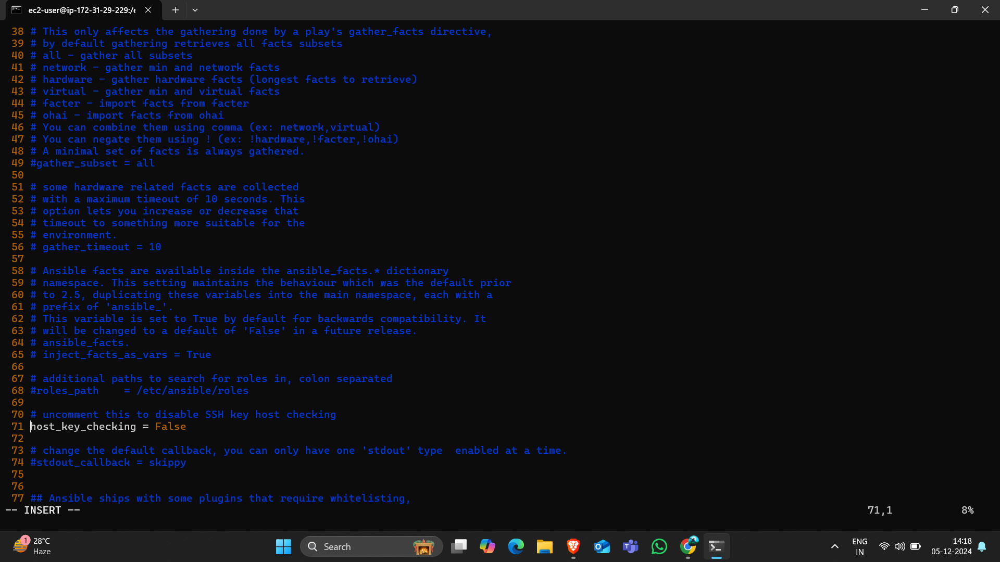 ec2-user@ip-172-31-29-229:/e
38 # This only affects the gathering done by a play's gather_facts directive,
39 # by default gathering retrieves all facts subsets
40 # all - gather all subsets
41 # network - gather min and network facts
42 # hardware - gather hardware facts (longest facts to retrieve)
43 # virtual - gather min and virtual facts
44 # facter - import facts from facter
45 # ohai - import facts from ohai
46 # You can combine them using comma (ex: network,virtual)
47 # You can negate them using ! (ex: !hardware,!facter,!ohai)
48 # A minimal set of facts is always gathered.
49 #gather_subset = all
50
51 # some hardware related facts are collected
52 # with a maximum timeout of 10 seconds. This
53 # option lets you increase or decrease that
54 # timeout to something more suitable for the
55 # environment.
56 # gather_timeout = 10
57
58 # Ansible facts are available inside the ansible_facts.* dictionary
59 # namespace. This setting maintains the behaviour which was the default prior
60 # to 2.5, duplicating these variables into the main namespace, each with a
61 # prefix of 'ansible_'.
62 # This variable is set to True by default for backwards compatibility. It
63 # will be changed to a default of 'False' in a future release.
64 # ansible_facts.
65 # inject_facts_as_vars = True
66
67 # additional paths to search for roles in, colon separated
68 #roles_path    = /etc/ansible/roles
69
70 # uncomment this to disable SSH key host checking
71 host_key_checking = False
72
73 # change the default callback, you can only have one 'stdout' type  enabled at a time.
74 #stdout_callback = skippy
75
76
77 ## Ansible ships with some plugins that require whitelisting,
-- INSERT -- 71,1 8%
1
28°C
Haze
Search
ENG
IN
14:18
05-12-2024